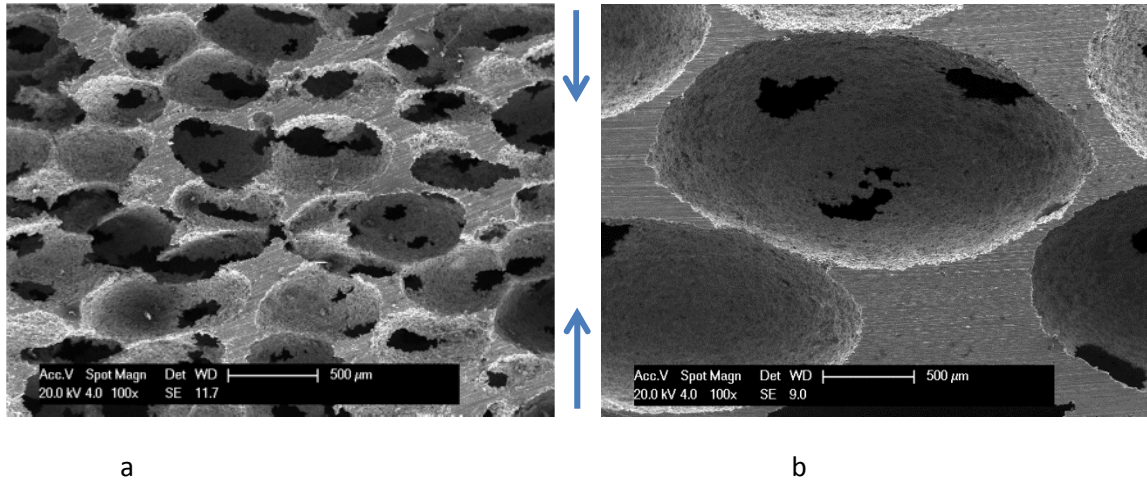 Acc.V Spot Magn Det WD 500 µm
20.0 kV 4.0 100x SE 11.7
Acc.V Spot Magn Det WD 500 µm
20.0 kV 4.0 100x SE 9.0
a b